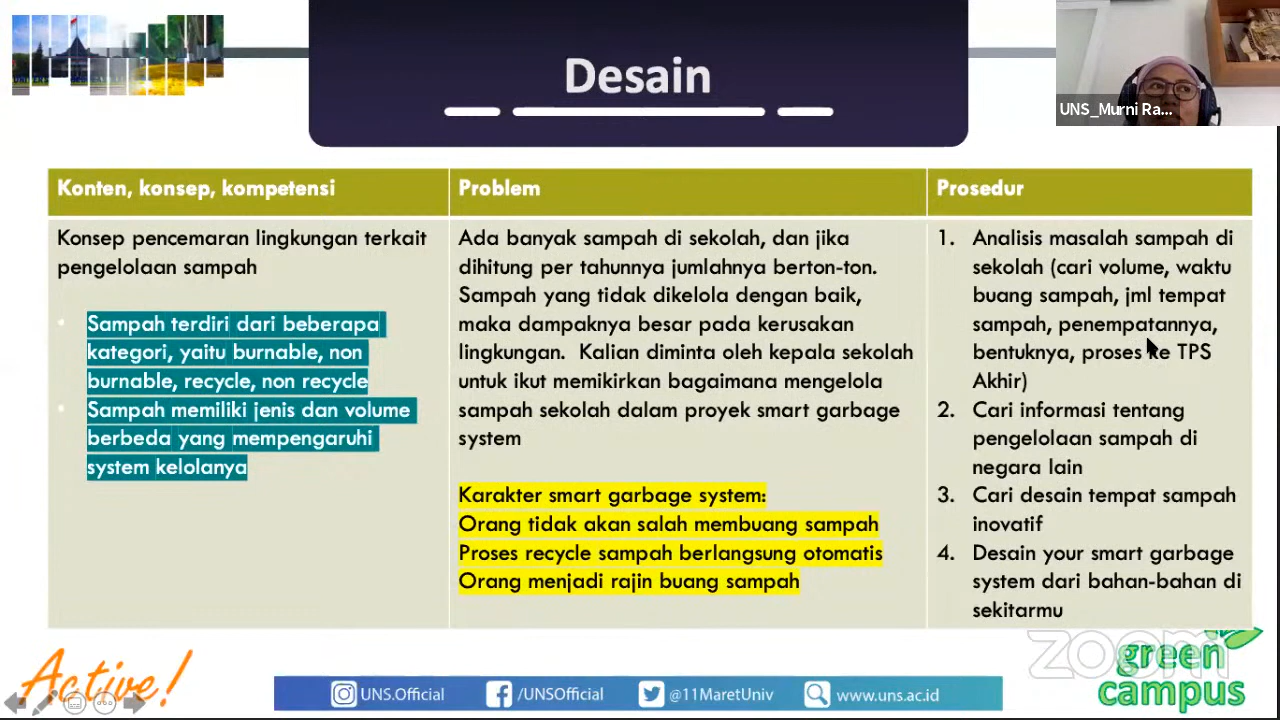 Desain
UNS_Murni Ra...
Konten, konsep, kompetensi
Konsep pencemaran lingkungan terkait
pengelolaan sampah
• Sampah terdiri dari beberapa
kategori, yaitu burnable, non
burnable, recycle, non recycle
• Sampah memiliki jenis dan volume
berbeda yang mempengaruhi
system kelolanya
Problem
Ada banyak sampah di sekolah, dan jika
dihitung per tahunnya jumlahnya berton-ton.
Sampah yang tidak dikelola dengan baik,
maka dampaknya besar pada kerusakan
lingkungan. Kalian diminta oleh kepala sekolah
untuk ikut memikirkan bagaimana mengelola
sampah sekolah dalam proyek smart garbage
system
Karakter smart garbage system:
Orang tidak akan salah membuang sampah
Proses recycle sampah berlangsung otomatis
Orang menjadi rajin buang sampah
Prosedur
1. Analisis masalah sampah di
sekolah (cari volume, waktu
buang sampah, jml tempat
sampah, penempatannya,
bentuknya, proses ke TPS
Akhir)
2. Cari informasi tentang
pengelolaan sampah di
negara lain
3. Cari desain tempat sampah
inovatif
4. Desain your smart garbage
system dari bahan-bahan di
sekitarmu
Active!
UNS.Official
/UNSOfficial
@11MaretUniv
www.uns.ac.id
zoom
green
campus